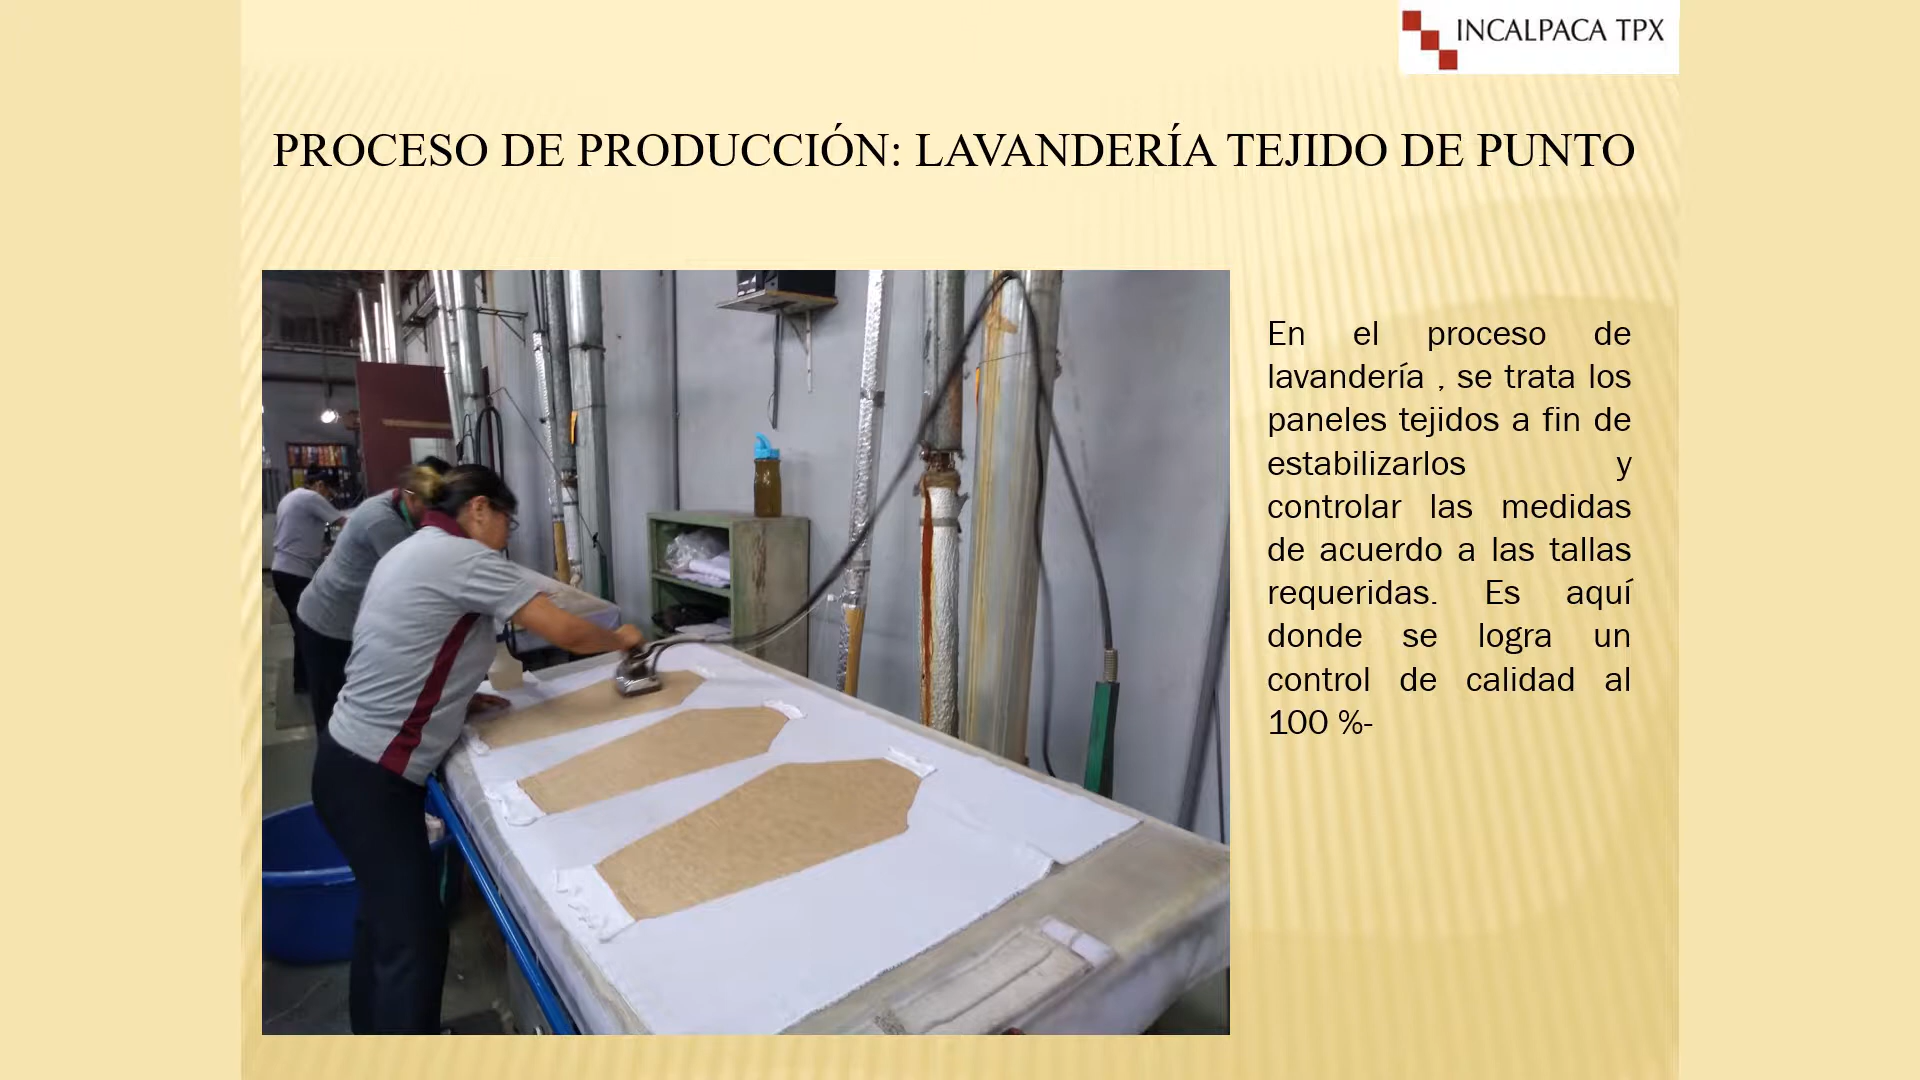 INCALPACA TPX
PROCESO DE PRODUCCIÓN: LAVANDERÍA TEJIDO DE PUNTO
En el proceso de
lavandería , se trata los
paneles tejidos a fin de
estabilizarlos y
controlar las medidas
de acuerdo a las tallas
requeridas. Es aquí
donde se logra un
control de calidad al
100 %-